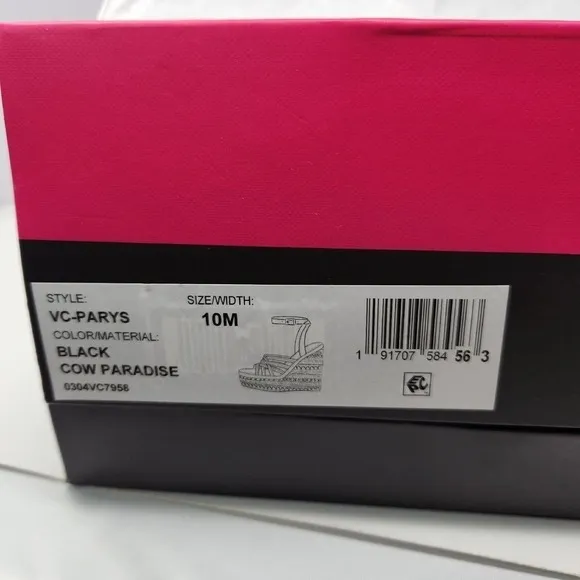 STYLE:
VC-PARYS
SIZE/WIDTH:
10M
COLOR/MATERIAL:
BLACK
COW PARADISE
0304VC7958
1 91707 584 56 3